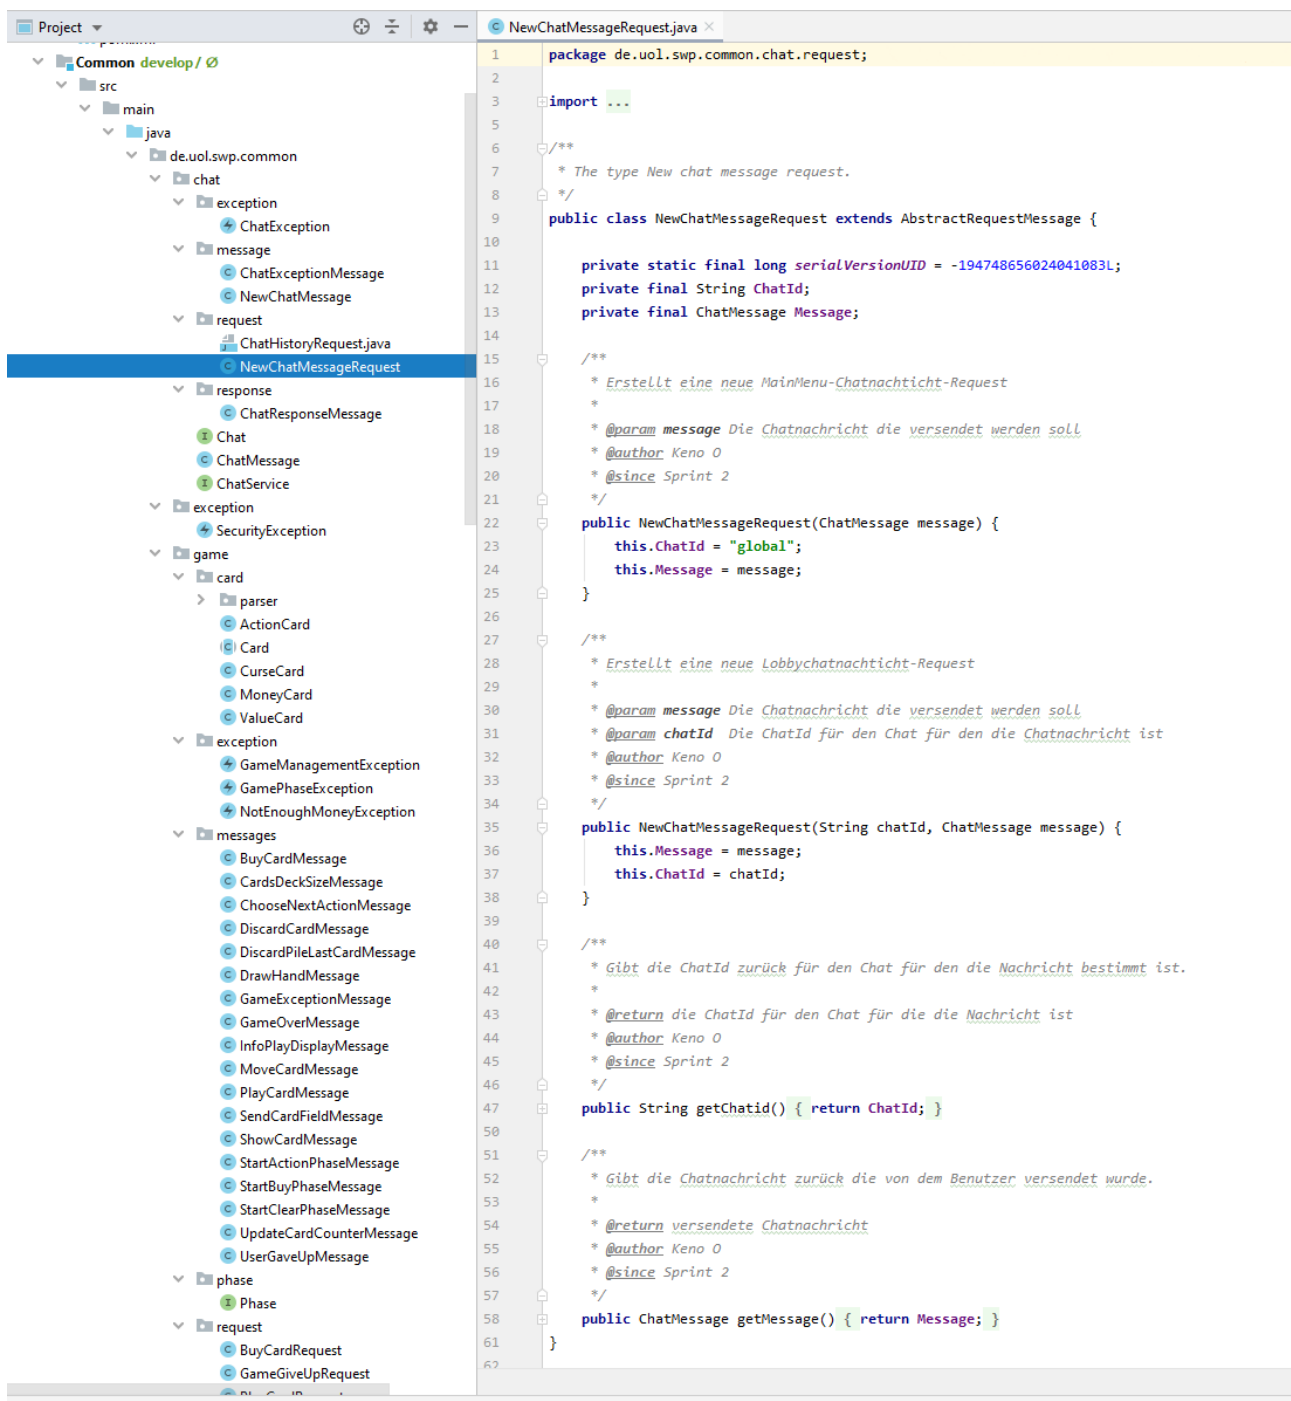 Project
Common develop / Ø
src
main
java
de.uol.swp.common
chat
exception
ChatException
message
ChatExceptionMessage
NewChatMessage
request
ChatHistoryRequest.java
NewChatMessageRequest
response
ChatResponseMessage
Chat
ChatMessage
ChatService
exception
SecurityException
game
card
parser
ActionCard
Card
CurseCard
MoneyCard
ValueCard
exception
GameManagementException
GamePhaseException
NotEnoughMoneyException
messages
BuyCardMessage
CardsDeckSizeMessage
ChooseNextActionMessage
DiscardCardMessage
DiscardPileLastCardMessage
DrawHandMessage
GameExceptionMessage
GameOverMessage
InfoPlayDisplayMessage
MoveCardMessage
PlayCardMessage
SendCardFieldMessage
ShowCardMessage
StartActionPhaseMessage
StartBuyPhaseMessage
StartClearPhaseMessage
UpdateCardCounterMessage
UserGaveUpMessage
phase
Phase
request
BuyCardRequest
GameGiveUpRequest
NewChatMessageRequest.java
1 package de.uol.swp.common.chat.request;
2
3 import ...
5
6 /**
7 * The type New chat message request.
8 */
9 public class NewChatMessageRequest extends AbstractRequestMessage {
10
11 private static final long serialVersionUID = -194748656024041083L;
12 private final String ChatId;
13 private final ChatMessage Message;
14
15 /**
16 * Erstellt eine neue MainMenu-Chatnachticht-Request
17 *
18 * @param message Die Chatnachricht die versendet werden soll
19 * @author Keno O
20 * @since Sprint 2
21 */
22 public NewChatMessageRequest(ChatMessage message) {
23 this.ChatId = "global";
24 this.Message = message;
25 }
26
27 /**
28 * Erstellt eine neue Lobbychatnachticht-Request
29 *
30 * @param message Die Chatnachricht die versendet werden soll
31 * @param chatId Die ChatId für den Chat für den die Chatnachricht ist
32 * @author Keno O
33 * @since Sprint 2
34 */
35 public NewChatMessageRequest(String chatId, ChatMessage message) {
36 this.Message = message;
37 this.ChatId = chatId;
38 }
39
40 /**
41 * Gibt die ChatId zurück für den Chat für den die Nachricht bestimmt ist.
42 *
43 * @return die ChatId für den Chat für die die Nachricht ist
44 * @author Keno O
45 * @since Sprint 2
46 */
47 public String getChatid() { return ChatId; }
50
51 /**
52 * Gibt die Chatnachricht zurück die von dem Benutzer versendet wurde.
53 *
54 * @return versendete Chatnachricht
55 * @author Keno O
56 * @since Sprint 2
57 */
58 public ChatMessage getMessage() { return Message; }
61 }
62